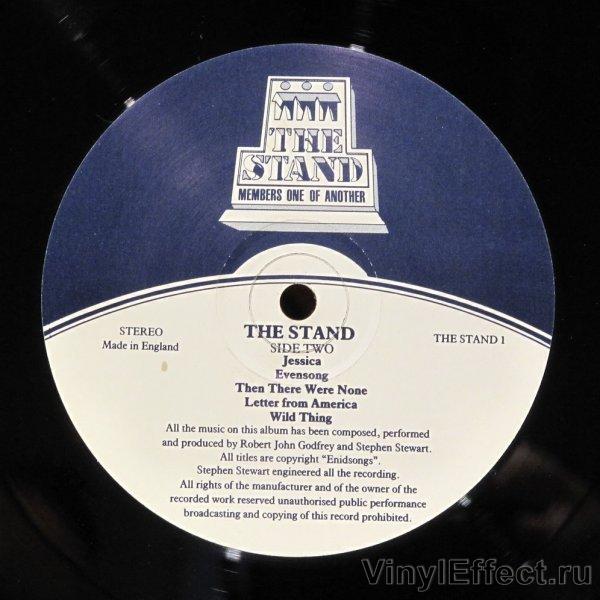 THE
STAND
MEMBERS ONE OF ANOTHER
STEREO
Made in England
THE STAND
SIDE TWO
THE STAND 1
Jessica
Evensong
Then There Were None
Letter from America
Wild Thing
All the music on this album has been composed, performed
and produced by Robert John Godfrey and Stephen Stewart.
All titles are copyright "Enidsongs".
Stephen Stewart engineered all the recording.
All rights of the manufacturer and of the owner of the
recorded work reserved unauthorised public performance
broadcasting and copying of this record prohibited.
VinylEffect.ru